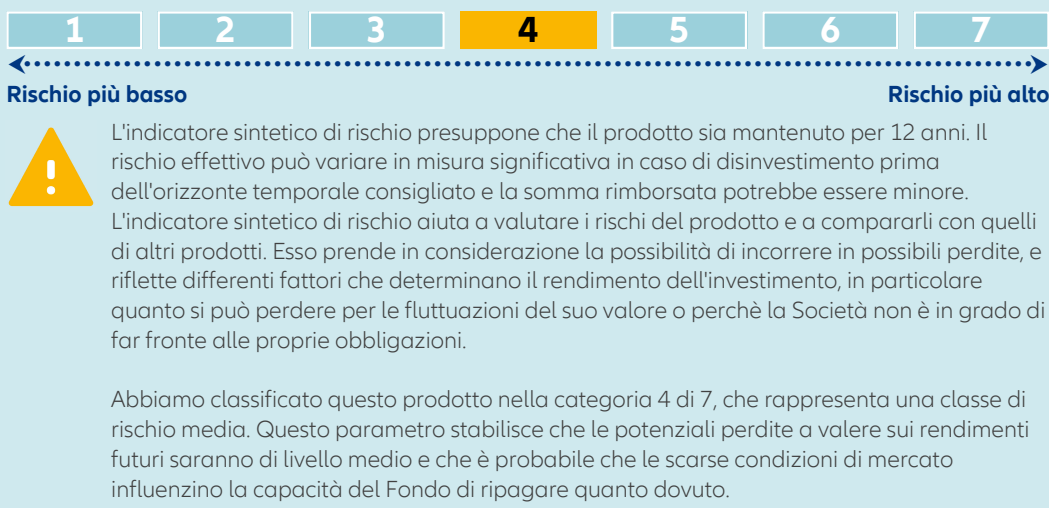 1 2 3 4 5 6 7
Rischio più basso Rischio più alto
L'indicatore sintetico di rischio presuppone che il prodotto sia mantenuto per 12 anni. Il
rischio effettivo può variare in misura significativa in caso di disinvestimento prima
dell'orizzonte temporale consigliato e la somma rimborsata potrebbe essere minore.
L'indicatore sintetico di rischio aiuta a valutare i rischi del prodotto e a compararli con quelli
di altri prodotti. Esso prende in considerazione la possibilità di incorrere in possibili perdite, e
riflette differenti fattori che determinano il rendimento dell'investimento, in particolare
quanto si può perdere per le fluttuazioni del suo valore o perchè la Società non è in grado di
far fronte alle proprie obbligazioni.
Abbiamo classificato questo prodotto nella categoria 4 di 7, che rappresenta una classe di
rischio media. Questo parametro stabilisce che le potenziali perdite a valere sui rendimenti
futuri saranno di livello medio e che è probabile che le scarse condizioni di mercato
influenzino la capacità del Fondo di ripagare quanto dovuto.